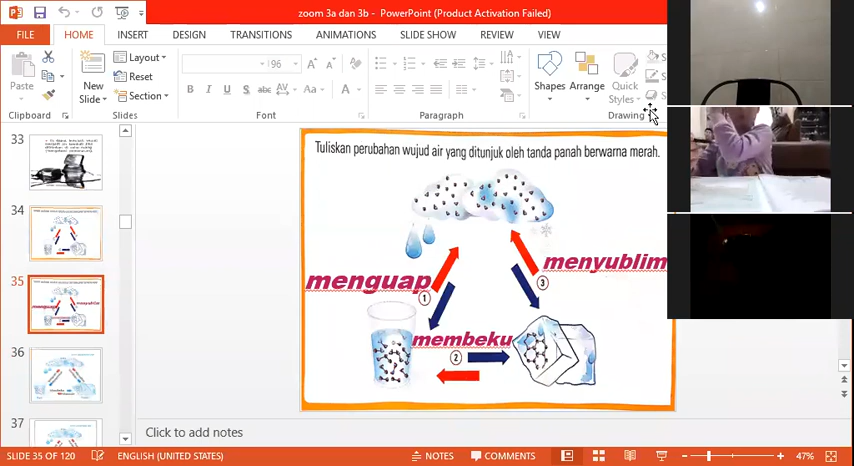 zoom 3a dan 3b - PowerPoint (Product Activation Failed)
FILE HOME INSERT DESIGN TRANSITIONS ANIMATIONS SLIDE SHOW REVIEW VIEW
Paste
New
Slide
Layout
Reset
Section
96
B I U S abc AV Aa A
Shapes
Arrange
Quick
Styles
Clipboard Slides Font Paragraph Drawing
33
34
35
36
37
Tuliskan perubahan wujud air yang ditunjuk oleh tanda panah berwarna merah.
menguap
1
menyublim
3
membeku
2
Click to add notes
SLIDE 35 OF 120 ENGLISH (UNITED STATES) NOTES COMMENTS 47%